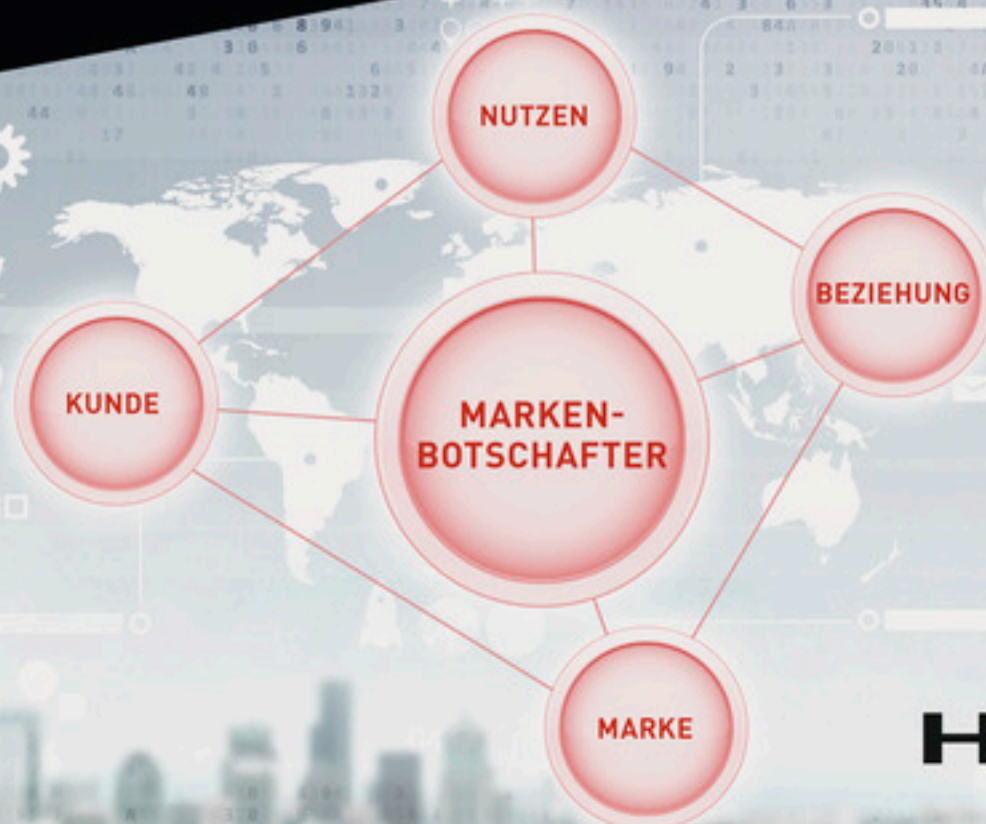 NUTZEN
BEZIEHUNG
KUNDE
MARKEN-
BOTSCHAFTER
MARKE
H